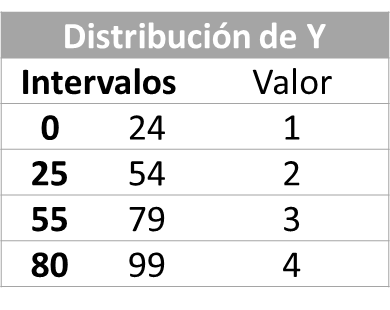 Distribución de Y
Intervalos Valor
0 24 1
25 54 2
55 79 3
80 99 4